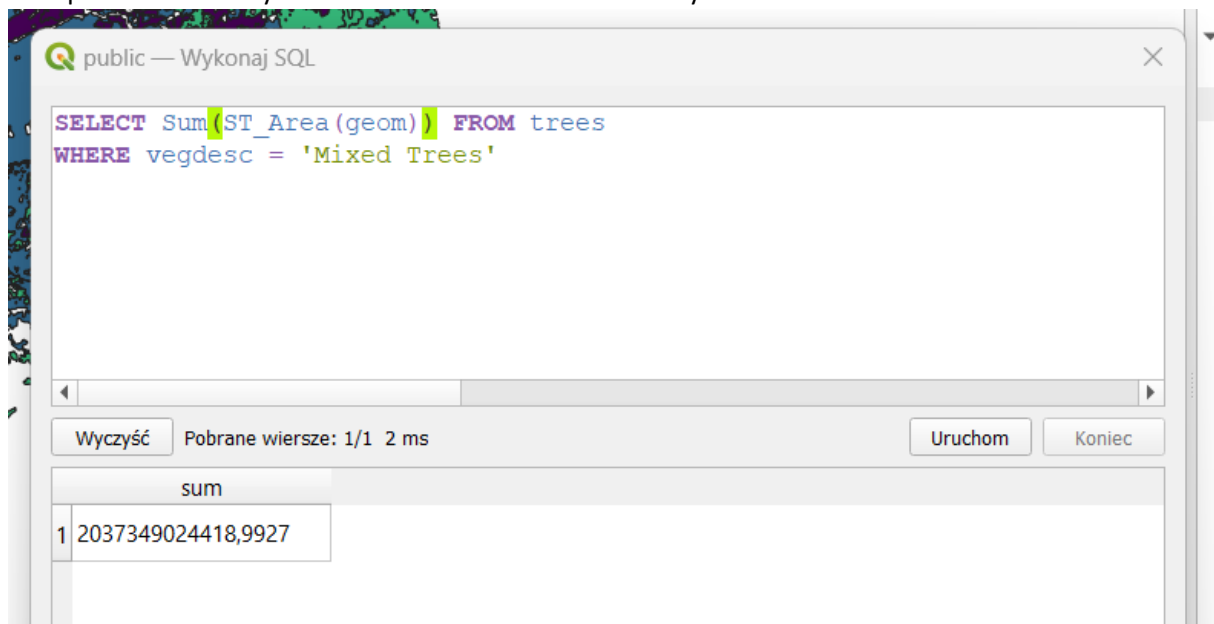 public — Wykonaj SQL
SELECT Sum(ST_Area(geom)) FROM trees
WHERE vegdesc = 'Mixed Trees'
Wyczyść Pobrane wiersze: 1/1 2 ms Uruchom Koniec
sum
1 2037349024418,9927